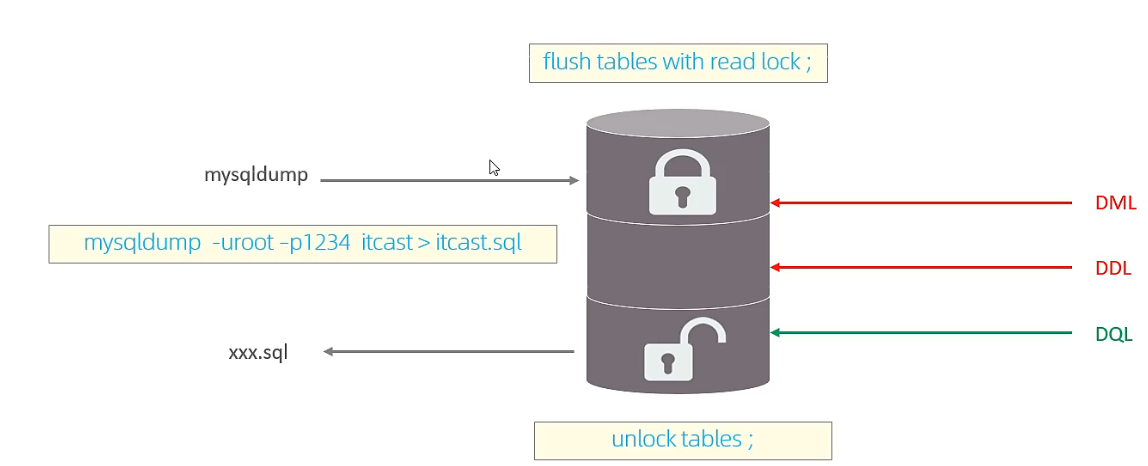 flush tables with read lock ;
mysqldump
DML
mysqldump -uroot –p1234 itcast > itcast.sql
DDL
DQL
xxx.sql
unlock tables ;